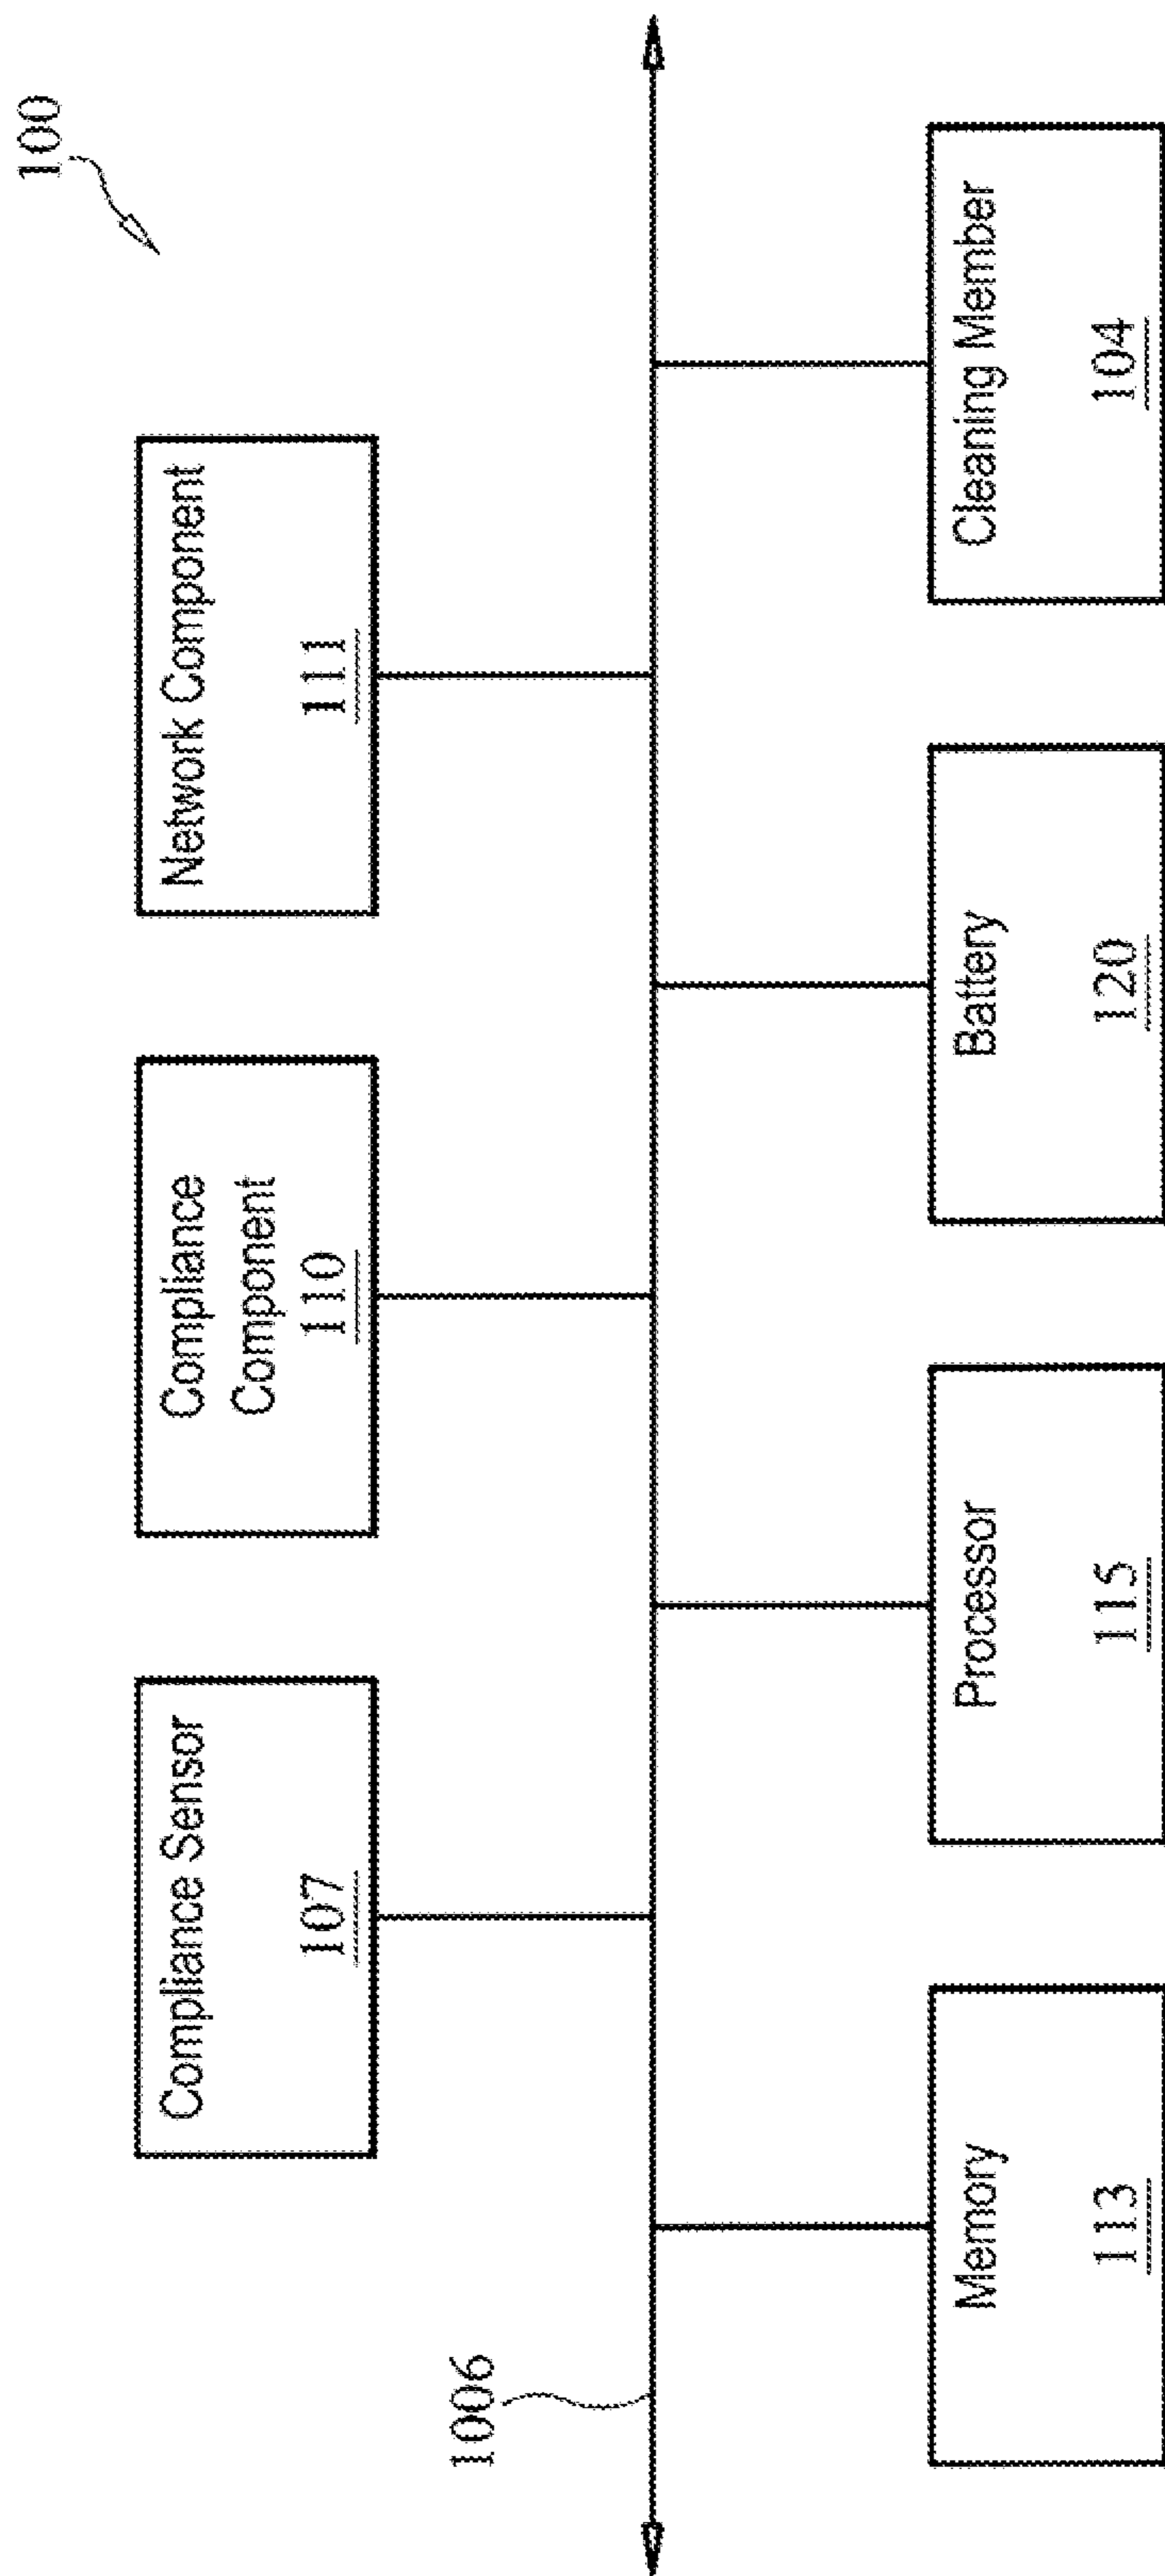 100
Compliance Sensor
107
Compliance
Component
110
Network Component
111
1006
Memory
113
Processor
115
Battery
120
Cleaning Member
104